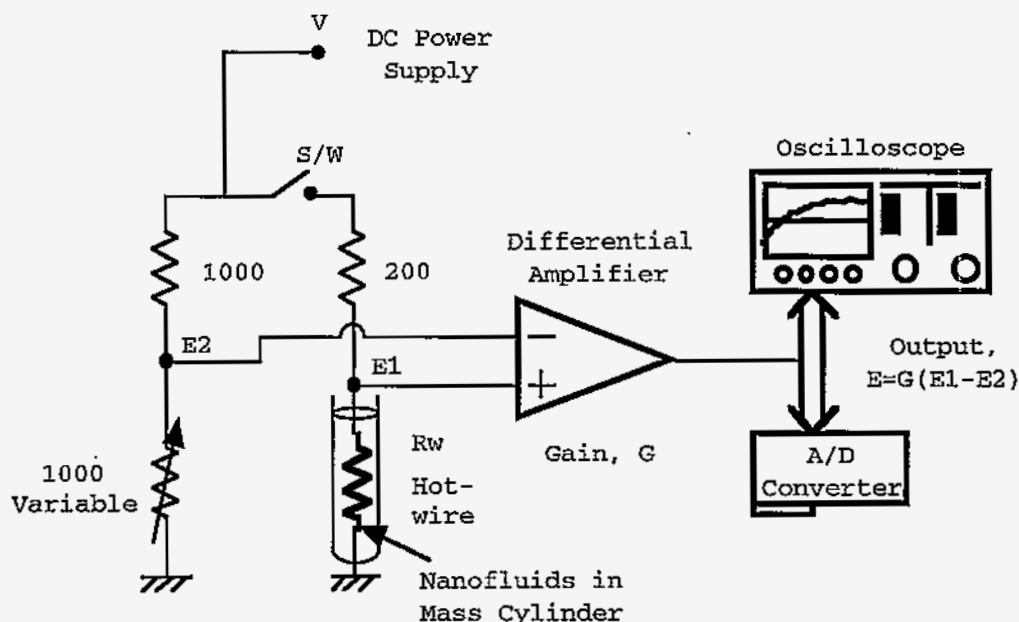 V
DC Power
Supply
S/W
Oscilloscope
1000
200
Differential
Amplifier
E2
E1
Output,
E=G(E1-E2)
Rw
Hot-
wire
Gain, G
A/D
Converter
1000
Variable
Nanofluids in
Mass Cylinder